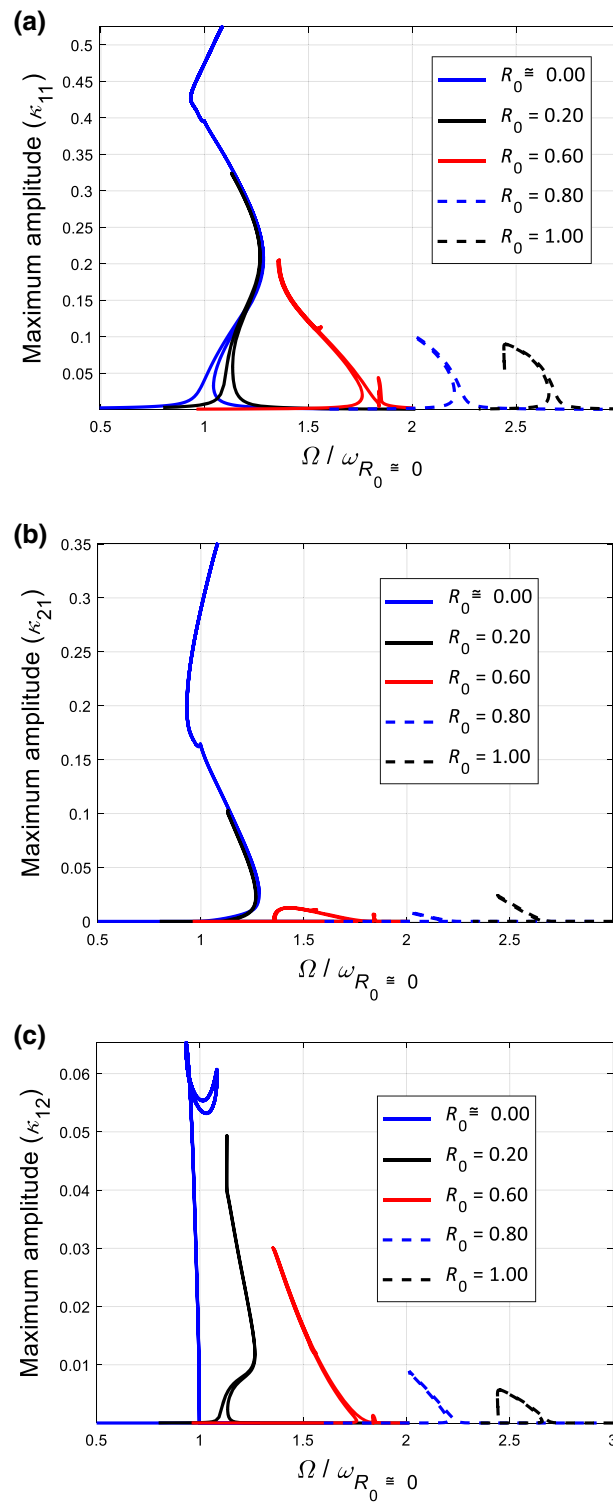 (a)
Maximum amplitude (κ11)
0.5
0.45
0.4
0.35
0.3
0.25
0.2
0.15
0.1
0.05
R0 ≅ 0.00
R0 = 0.20
R0 = 0.60
R0 = 0.80
R0 = 1.00
0.5 1 1.5 2 2.5
Ω / ωR0 ≅ 0
(b)
Maximum amplitude (κ21)
0.35
0.3
0.25
0.2
0.15
0.1
0.05
0
R0 ≅ 0.00
R0 = 0.20
R0 = 0.60
R0 = 0.80
R0 = 1.00
0.5 1 1.5 2 2.5
Ω / ωR0 ≅ 0
(c)
Maximum amplitude (κ12)
0.06
0.05
0.04
0.03
0.02
0.01
R0 ≅ 0.00
R0 = 0.20
R0 = 0.60
R0 = 0.80
R0 = 1.00
0.5 1 1.5 2 2.5 3
Ω / ωR0 ≅ 0